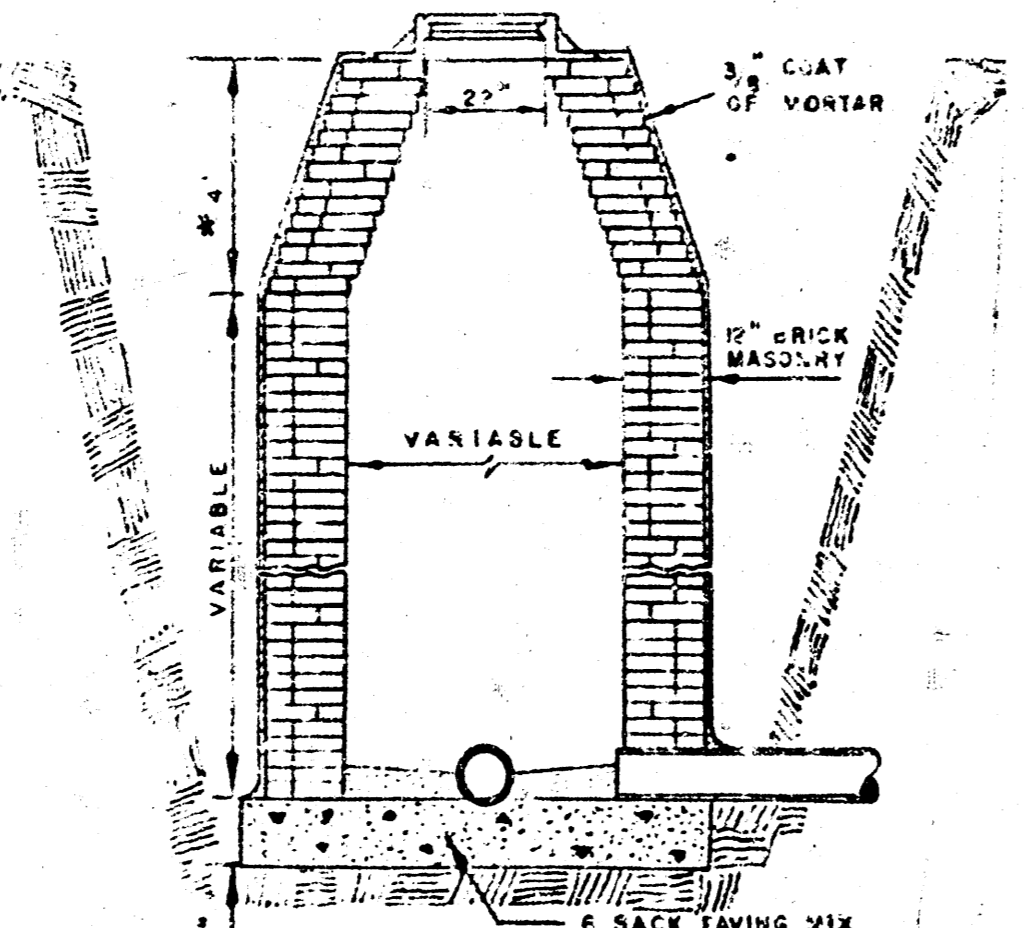 3/8" COAT
OF MORTAR
22"
* 4'
12" BRICK
MASONRY
VARIABLE
VARIABLE
6 SACK PAVING MIX